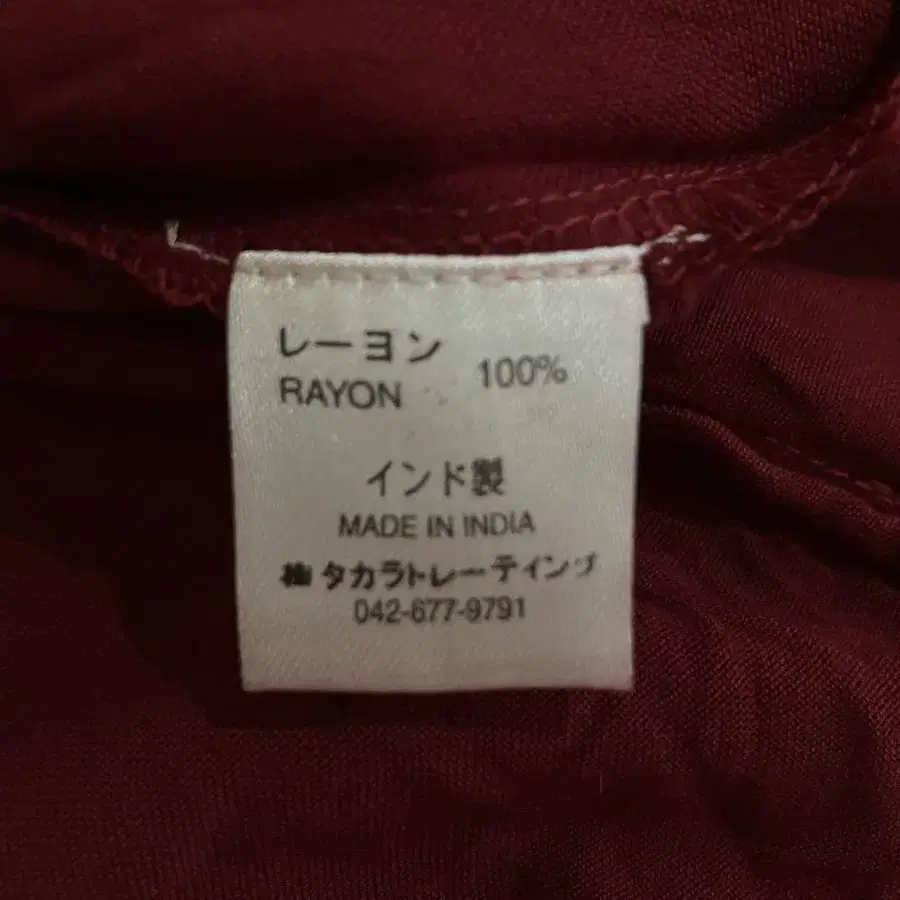 レーヨン
RAYON 100%
インド製
MADE IN INDIA
㈱タカラトレーディング
042-677-9791